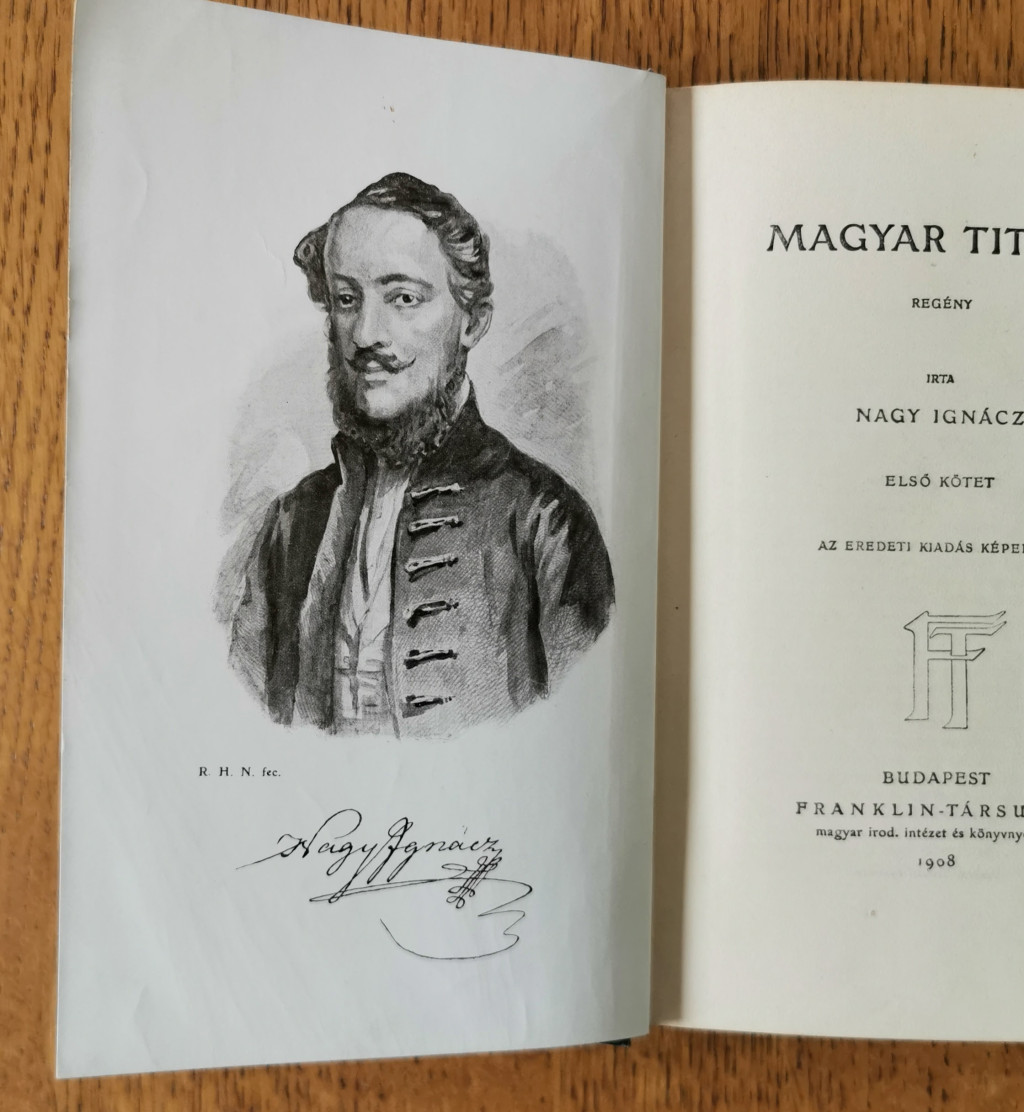 R. H. N. fec.
Nagy Ignácz
MAGYAR TIT
REGÉNY
IRTA
NAGY IGNÁCZ
ELSŐ KÖTET
AZ EREDETI KIADÁS KÉPE
FT
BUDAPEST
FRANKLIN-TÁRSU
magyar irod. intézet és könyvny
1908